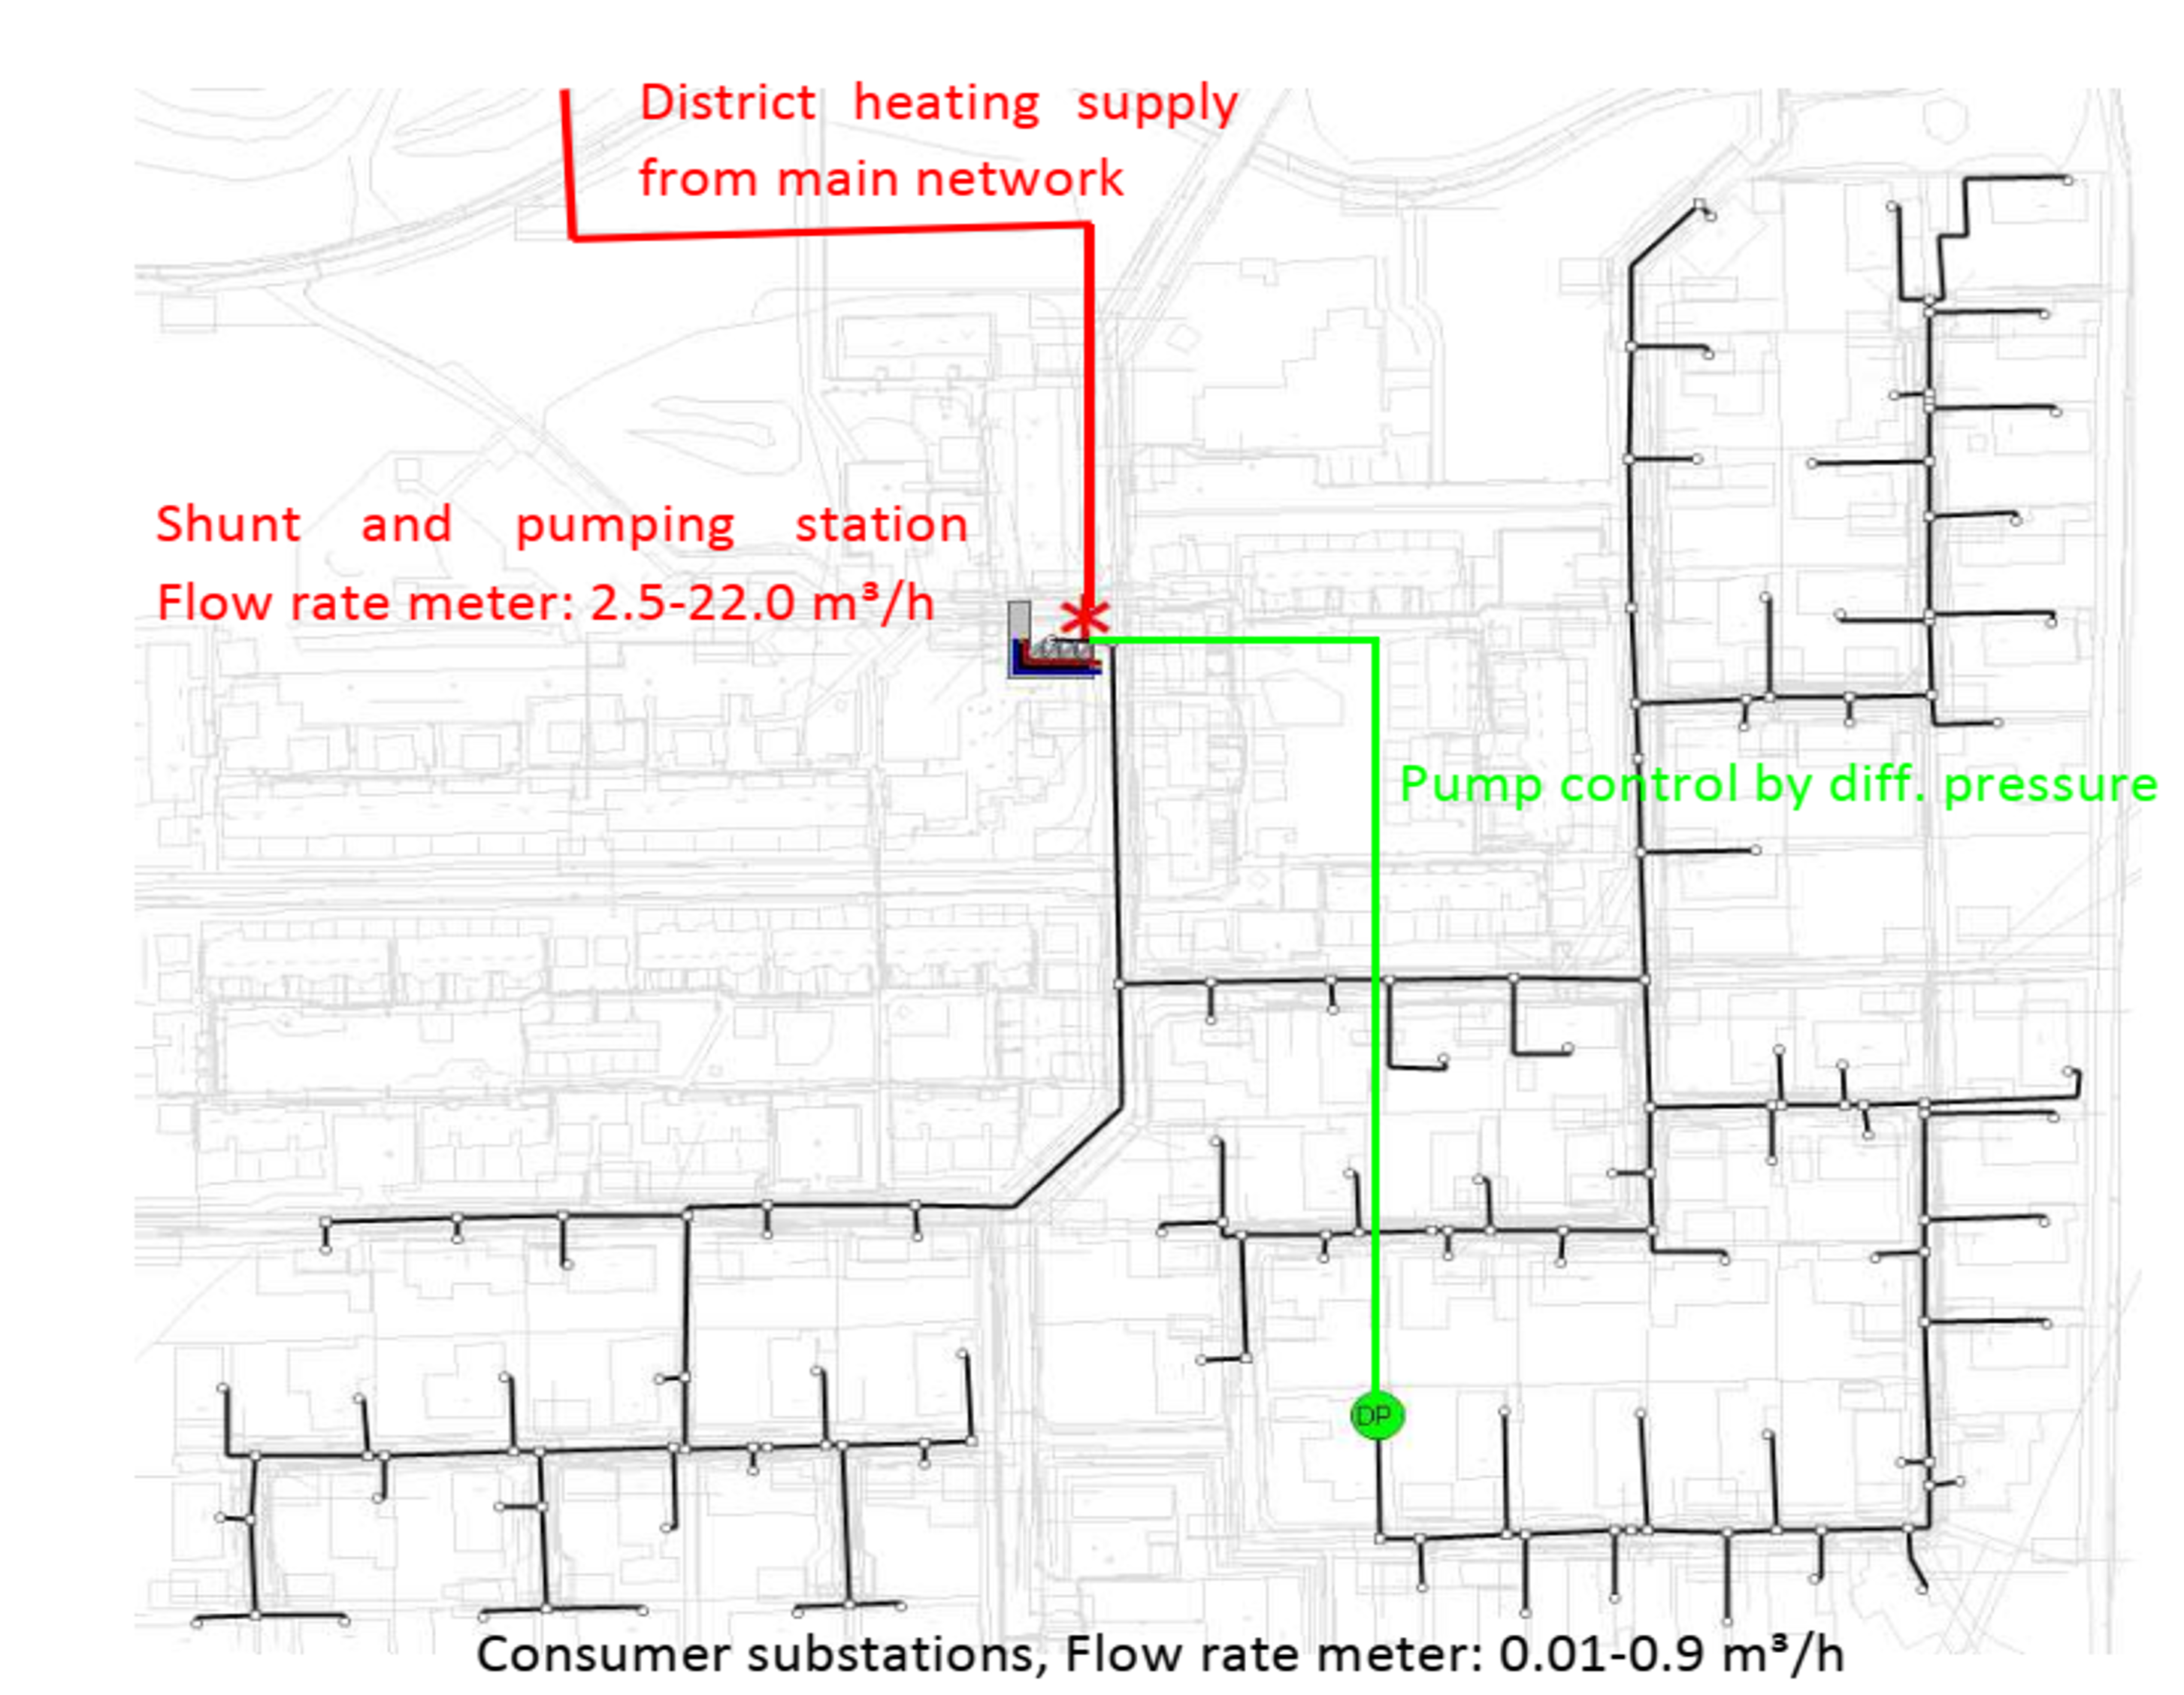 District heating supply
from main network
Shunt and pumping station
Flow rate meter: 2.5-22.0 m³/h
Pump control by diff. pressure
DP
Consumer substations, Flow rate meter: 0.01-0.9 m³/h